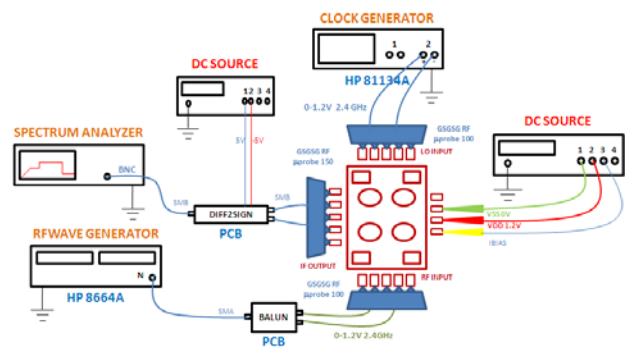 CLOCK GENERATOR
1 2
+ -
HP 81134A
DC SOURCE
1 2 3 4
5V
-5V
0-1.2V 2.4 GHz
GSGSG RF
µprobe 100
LO INPUT
DC SOURCE
1 2 3 4
SPECTRUM ANALYZER
BNC
SMB
DIFF2SIGN
PCB
SMB
GSGSG RF
µprobe 150
IF OUTPUT
VSS 0V
VDD 1.2V
IBIAS
RF WAVE GENERATOR
N
HP 8664A
SMA
BALUN
PCB
GSGSG RF
µprobe 100
RF INPUT
0-1.2V 2.4GHz